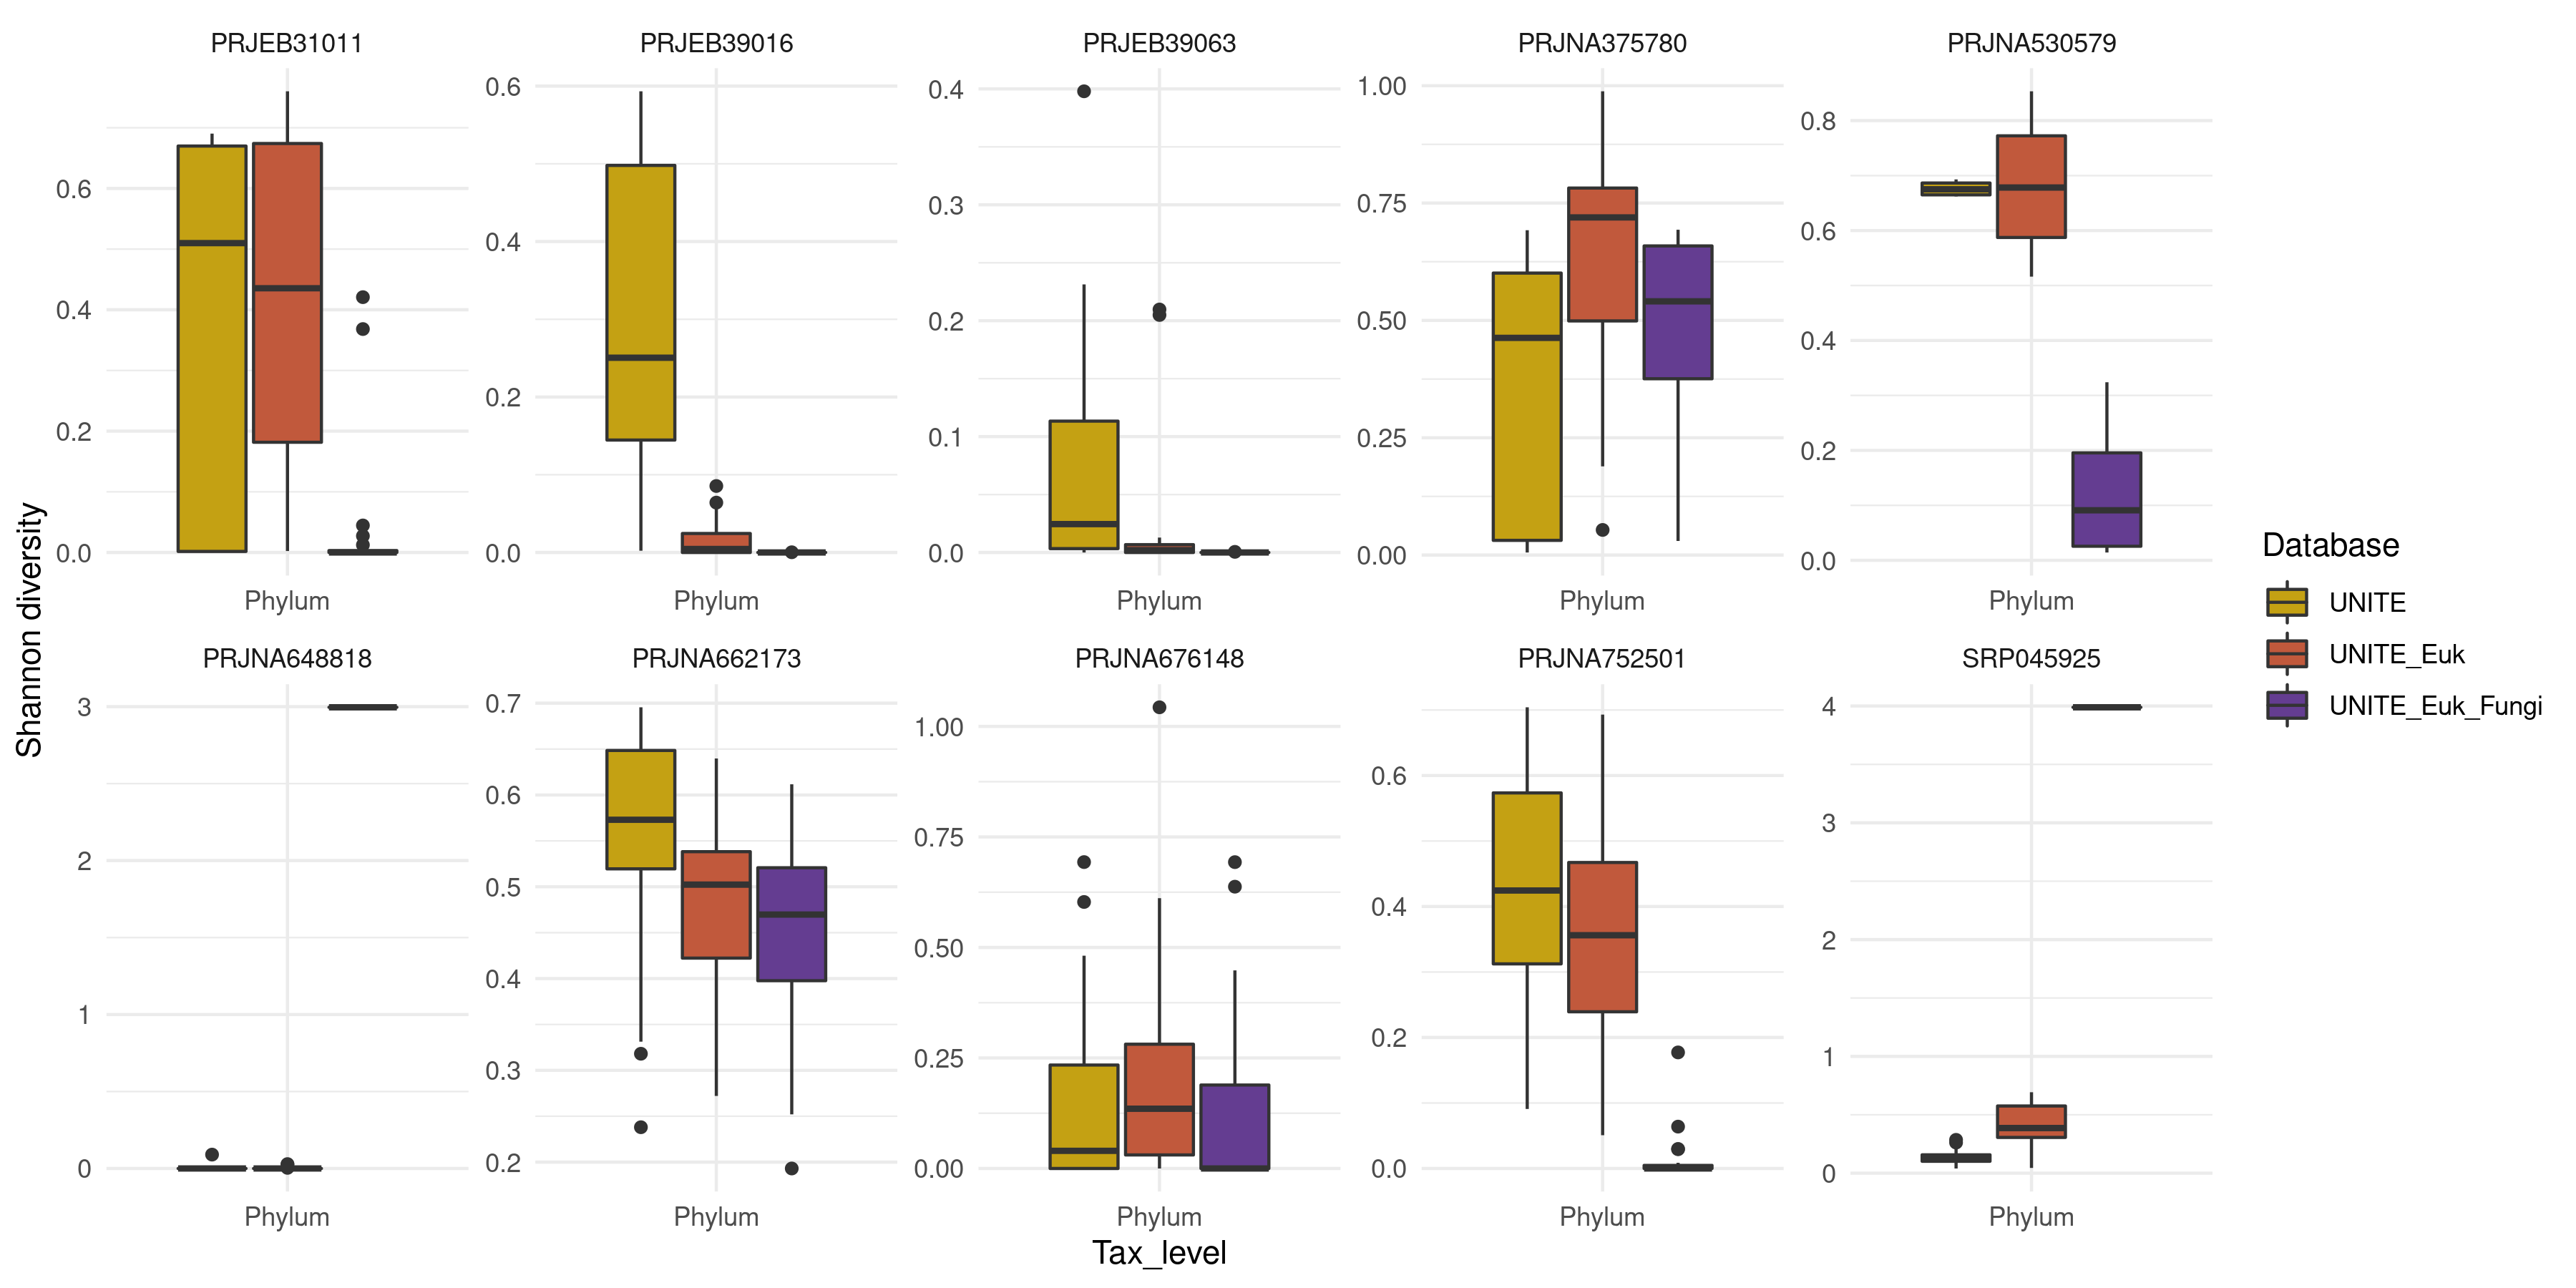 PRJEB31011
PRJEB39016
PRJEB39063
PRJNA375780
PRJNA530579
0.6
0.4
0.2
0.0
0.6
0.4
0.2
0.0
0.4
0.3
0.2
0.1
0.0
1.00
0.75
0.50
0.25
0.00
0.8
0.6
0.4
0.2
0.0
Phylum
Phylum
Phylum
Phylum
Phylum
PRJNA648818
PRJNA662173
PRJNA676148
PRJNA752501
SRP045925
3
2
1
0
0.7
0.6
0.5
0.4
0.3
0.2
1.00
0.75
0.50
0.25
0.00
0.6
0.4
0.2
0.0
4
3
2
1
0
Phylum
Phylum
Phylum
Phylum
Phylum
Shannon diversity
Tax_level
Database
UNITE
UNITE_Euk
UNITE_Euk_Fungi